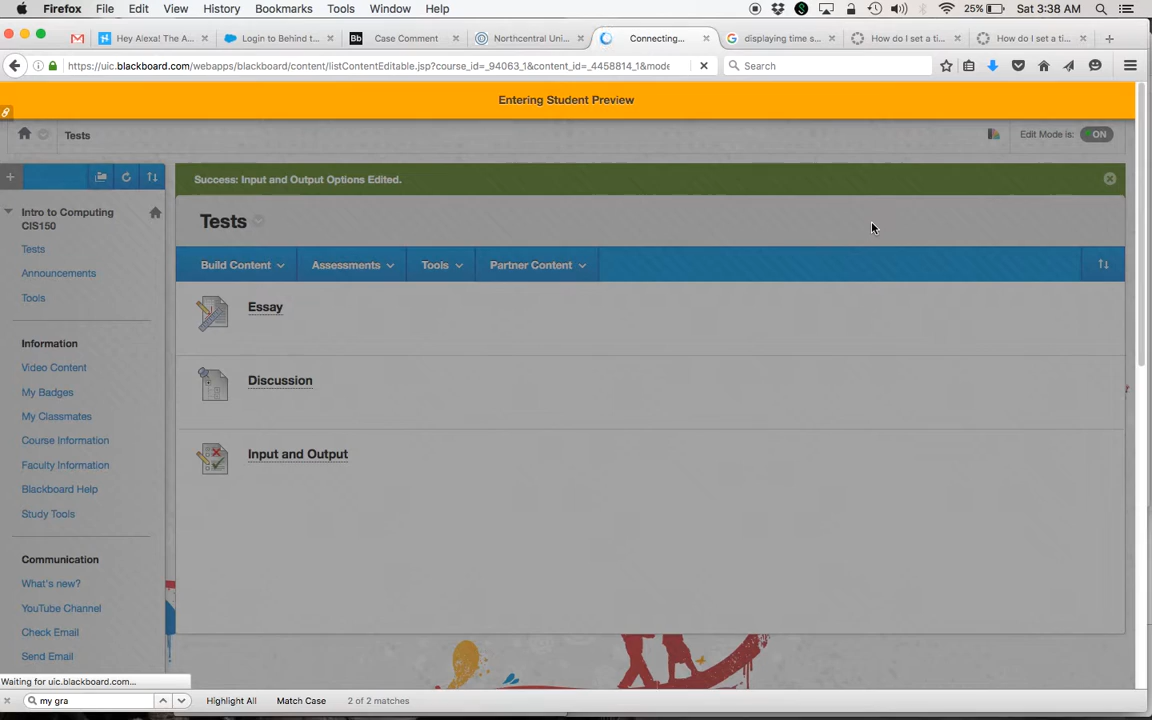 Firefox File Edit View History Bookmarks Tools Window Help 25% Sat 3:38 AM
Hey Alexa! The A... Login to Behind t... Bb Case Comment Northcentral Uni... Connecting... displaying time s... How do I set a ti... How do I set a ti...
https://uic.blackboard.com/webapps/blackboard/content/listContentEditable.jsp?course_id=_94063_1&content_id=_4458814_1&mode Search
Entering Student Preview
Tests Edit Mode is: ON
Success: Input and Output Options Edited.
Intro to Computing
CIS150
Tests
Announcements
Tools
Information
Video Content
My Badges
My Classmates
Course Information
Faculty Information
Blackboard Help
Study Tools
Communication
What's new?
YouTube Channel
Check Email
Send Email
Tests
Build Content Assessments Tools Partner Content
Essay
Discussion
Input and Output
Waiting for uic.blackboard.com...
my gra Highlight All Match Case 2 of 2 matches